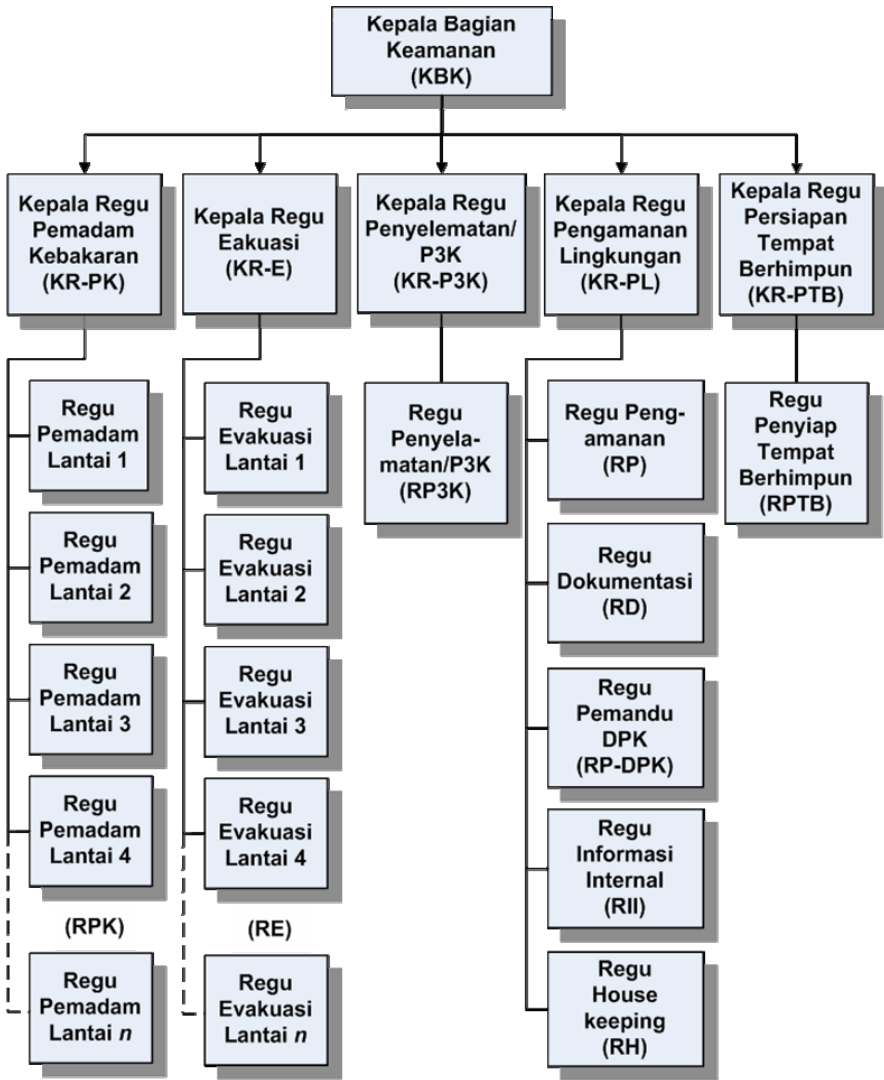 Kepala Bagian
Keamanan
(KBK)
Kepala Regu
Pemadam
Kebakaran
(KR-PK)
Kepala Regu
Eakuasi
(KR-E)
Kepala Regu
Penyelematan/
P3K
(KR-P3K)
Kepala Regu
Pengamanan
Lingkungan
(KR-PL)
Kepala Regu
Persiapan
Tempat
Berhimpun
(KR-PTB)
Regu
Pemadam
Lantai 1
Regu
Pemadam
Lantai 2
Regu
Pemadam
Lantai 3
Regu
Pemadam
Lantai 4
(RPK)
Regu
Pemadam
Lantai n
Regu
Evakuasi
Lantai 1
Regu
Evakuasi
Lantai 2
Regu
Evakuasi
Lantai 3
Regu
Evakuasi
Lantai 4
(RE)
Regu
Evakuasi
Lantai n
Regu
Penyela-
matan/P3K
(RP3K)
Regu Peng-
amanan
(RP)
Regu
Dokumentasi
(RD)
Regu
Pemandu
DPK
(RP-DPK)
Regu
Informasi
Internal
(RII)
Regu
House
keeping
(RH)
Regu
Penyiap
Tempat
Berhimpun
(RPTB)